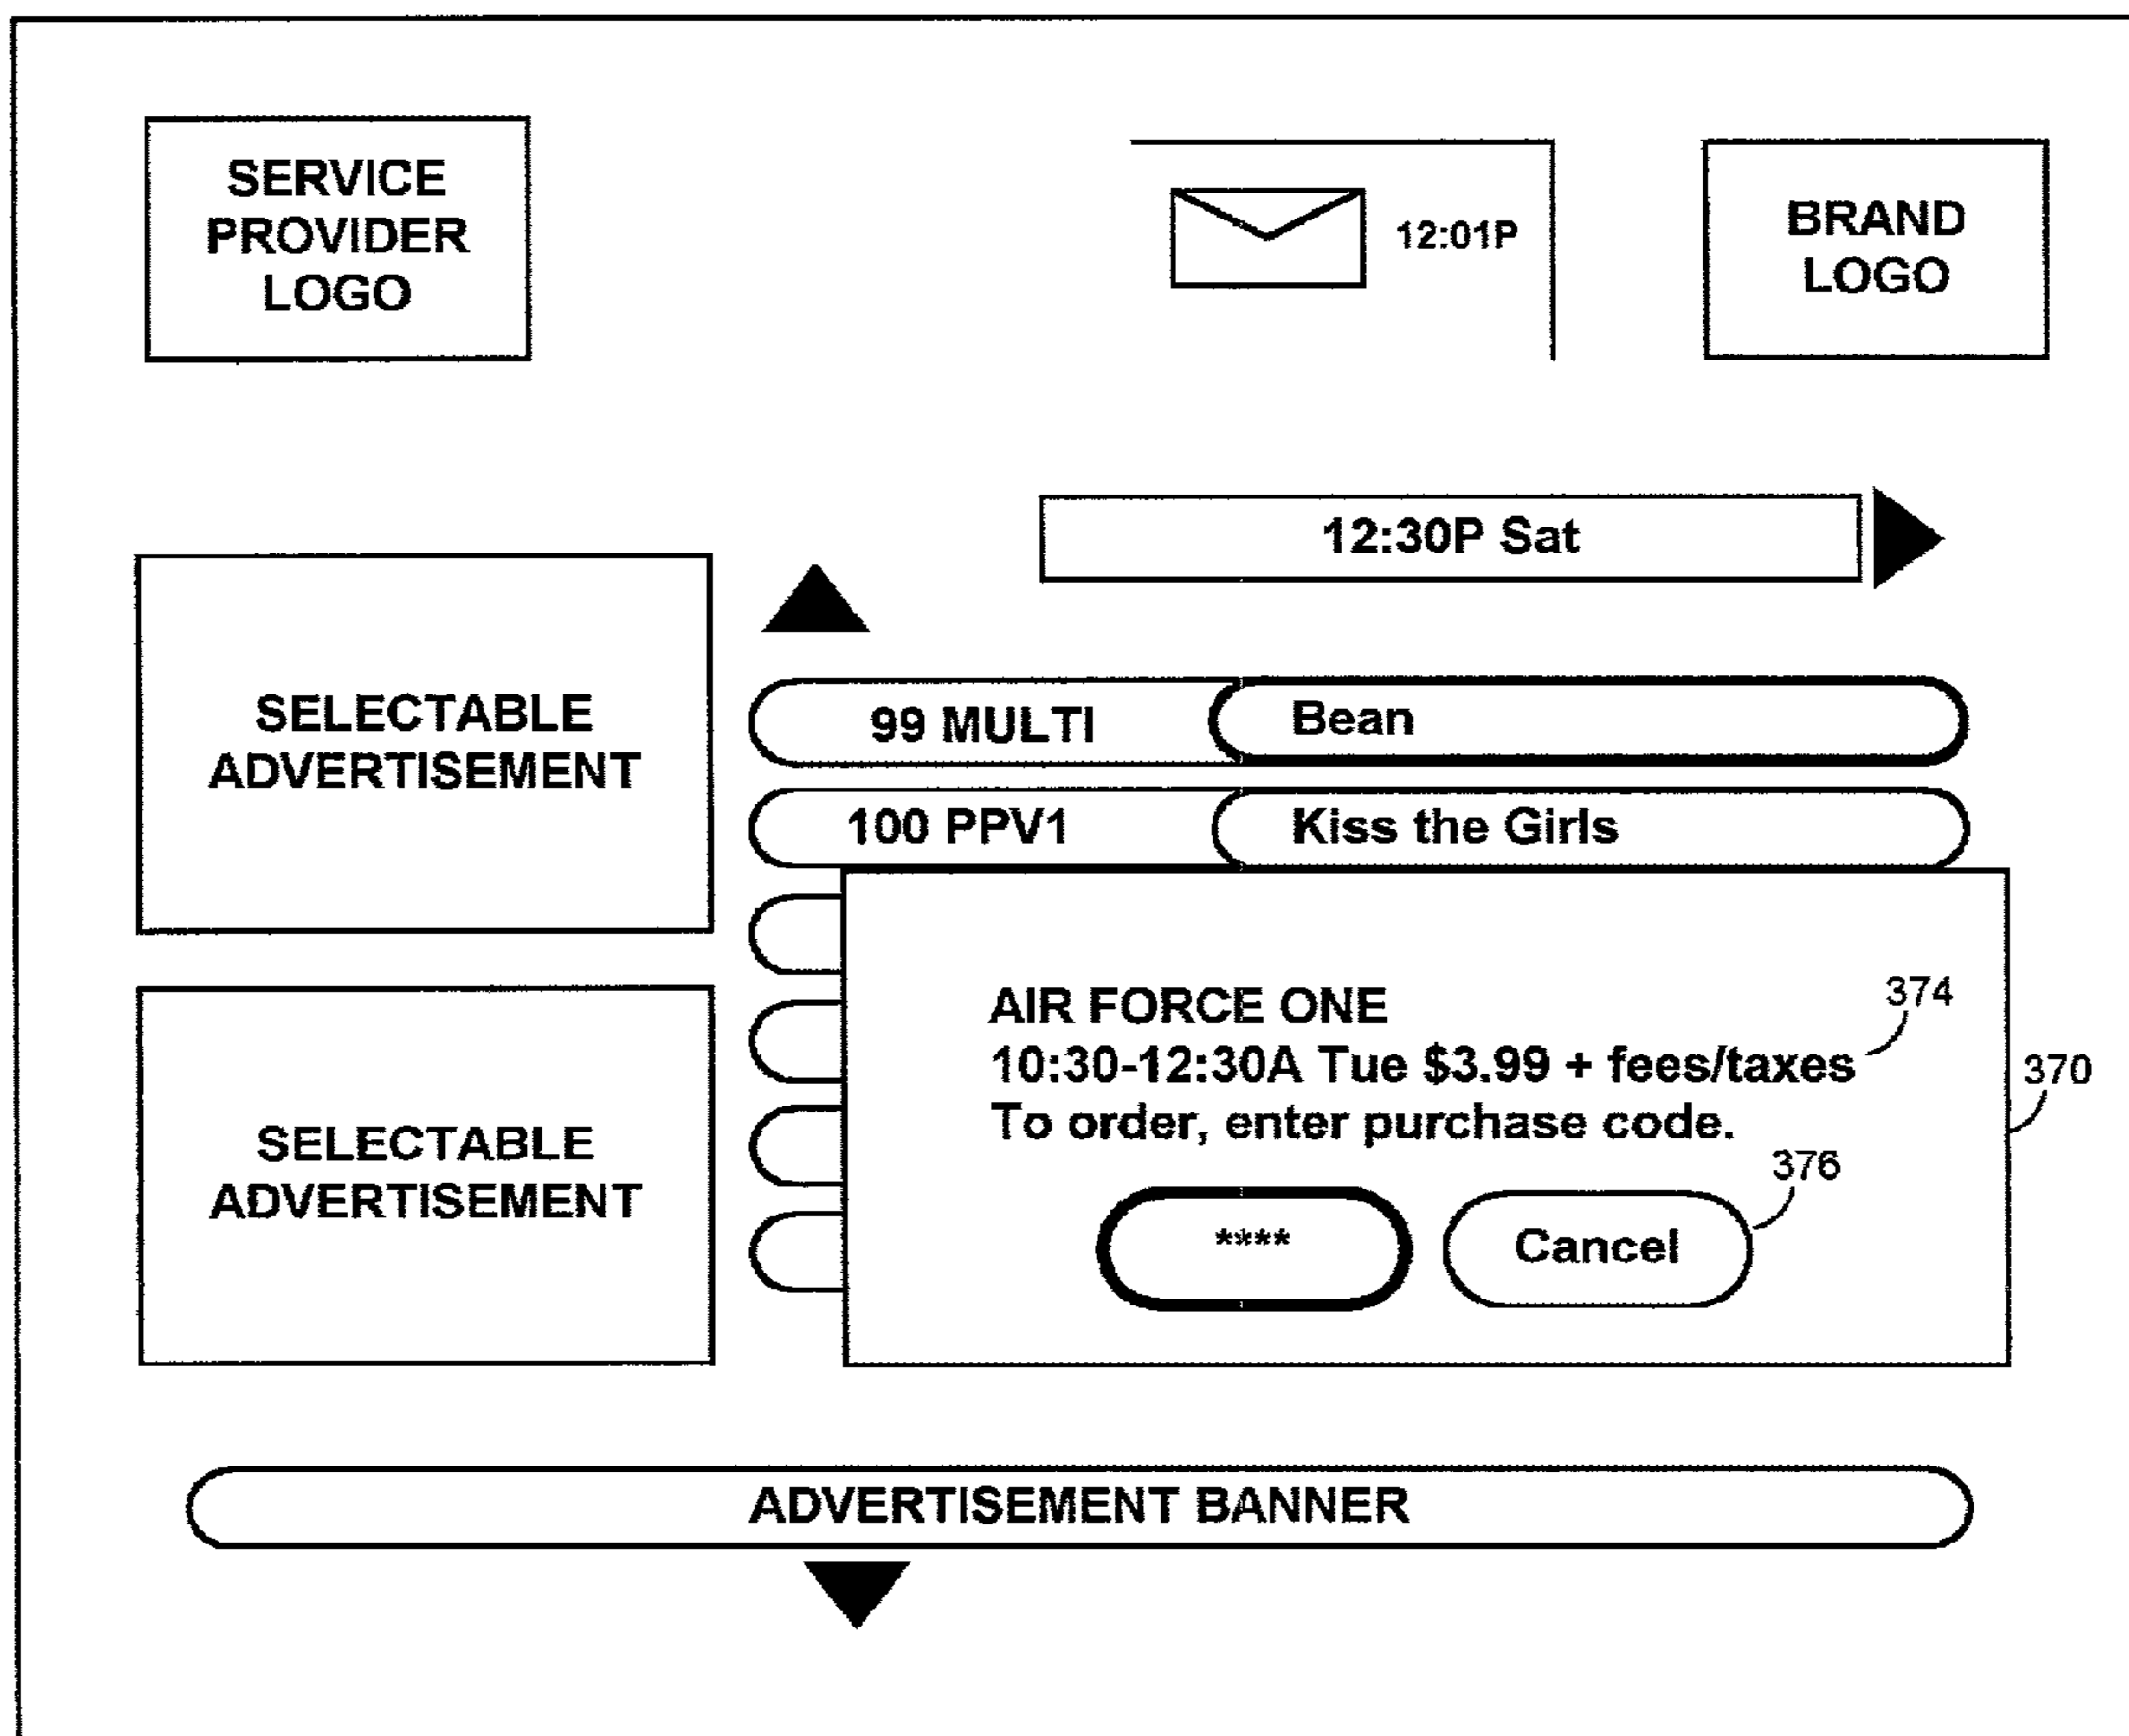 SERVICE
PROVIDER
LOGO
12:01P
BRAND
LOGO
12:30P Sat
SELECTABLE
ADVERTISEMENT
99 MULTI Bean
100 PPV1 Kiss the Girls
AIR FORCE ONE
374
10:30-12:30A Tue $3.99 + fees/taxes
370
To order, enter purchase code.
376
**** Cancel
SELECTABLE
ADVERTISEMENT
ADVERTISEMENT BANNER